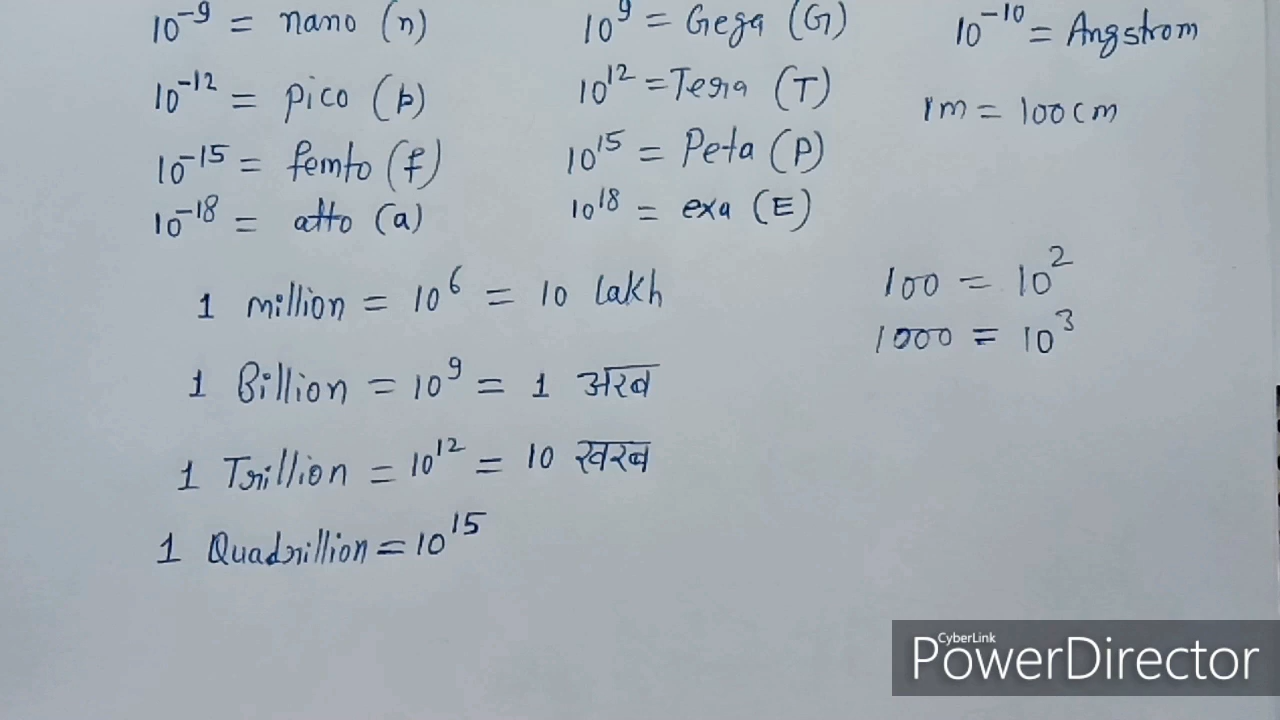 10⁻⁹ = nano (n)
10⁹ = Gega (G)
10⁻¹⁰ = Angstrom
10⁻¹² = pico (p)
10¹² = Tera (T)
1m = 100cm
10⁻¹⁵ = femto (f)
10¹⁵ = Peta (P)
10⁻¹⁸ = atto (a)
10¹⁸ = exa (E)
1 million = 10⁶ = 10 lakh
100 = 10²
1000 = 10³
1 Billion = 10⁹ = 1 अरब
1 Trillion = 10¹² = 10 खरब
1 Quadrillion = 10¹⁵
CyberLink
PowerDirector